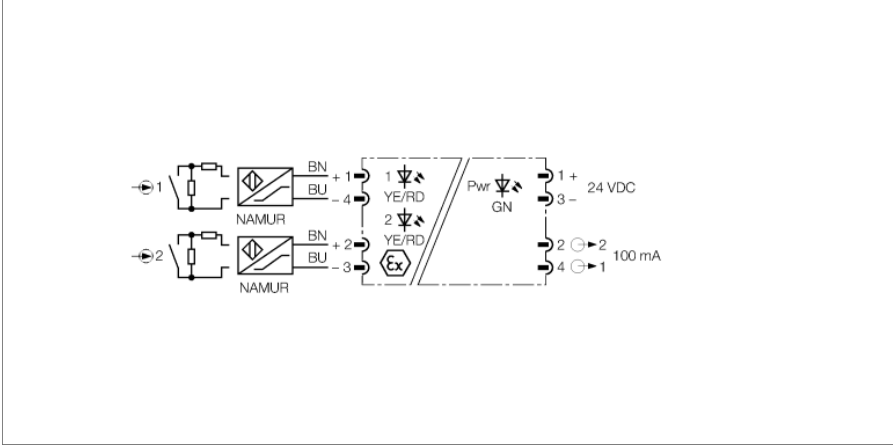 BN
1 + 1 1 1 +
BU Pwr 24 VDC
– 4 YE/RD 3 –
NAMUR GN
2
BN YE/RD
2 + 2 2 2
BU Ex 100 mA
– 3 4 1
NAMUR